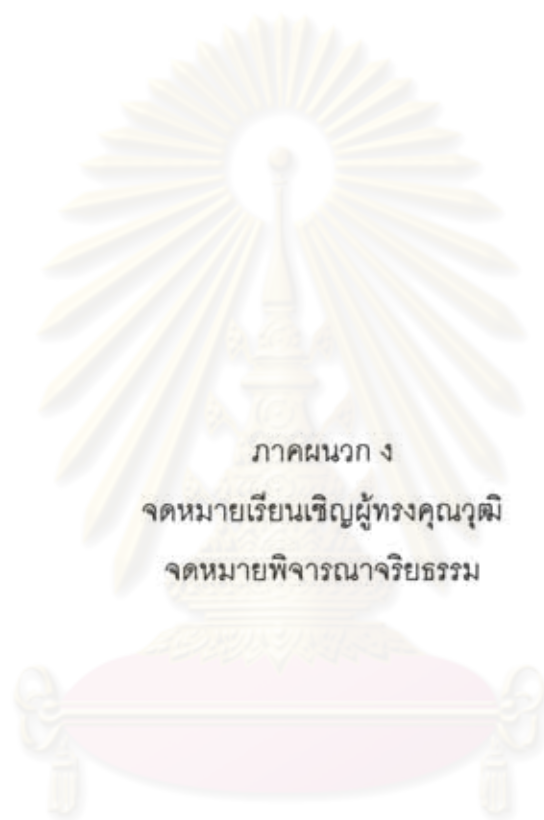 ภาคผนวก ง
จดหมายเรียนเชิญผู้ทรงคุณวุฒิ
จดหมายพิจารณาจริยธรรม